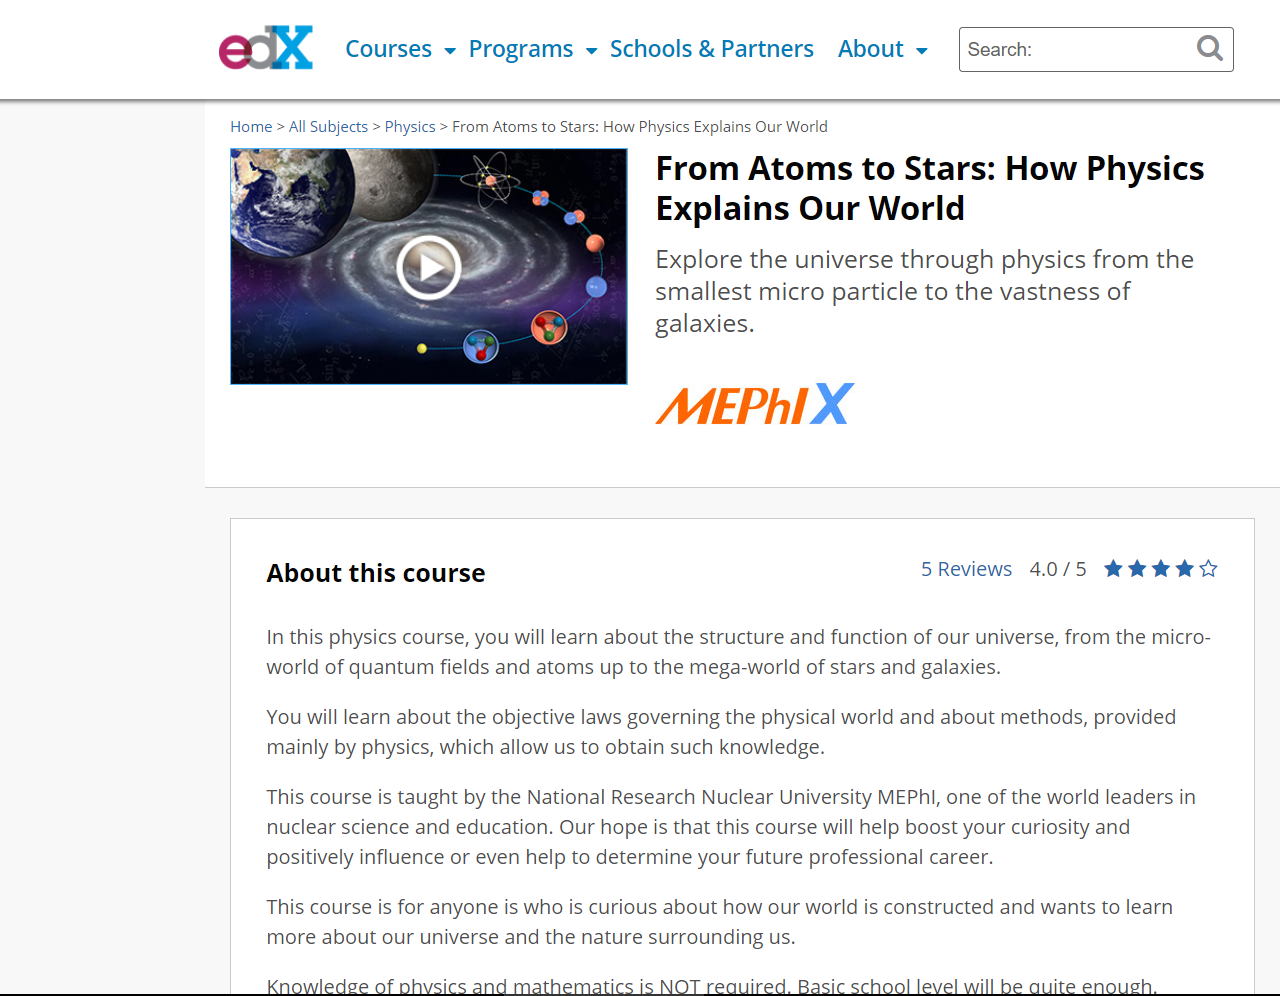 edX
Courses Programs Schools & Partners About Search:
Home > All Subjects > Physics > From Atoms to Stars: How Physics Explains Our World
From Atoms to Stars: How Physics
Explains Our World
Explore the universe through physics from the
smallest micro particle to the vastness of
galaxies.
MEPhI X
About this course
5 Reviews 4.0 / 5
In this physics course, you will learn about the structure and function of our universe, from the micro-
world of quantum fields and atoms up to the mega-world of stars and galaxies.
You will learn about the objective laws governing the physical world and about methods, provided
mainly by physics, which allow us to obtain such knowledge.
This course is taught by the National Research Nuclear University MEPhI, one of the world leaders in
nuclear science and education. Our hope is that this course will help boost your curiosity and
positively influence or even help to determine your future professional career.
This course is for anyone is who is curious about how our world is constructed and wants to learn
more about our universe and the nature surrounding us.
Knowledge of physics and mathematics is NOT required. Basic school level will be quite enough.